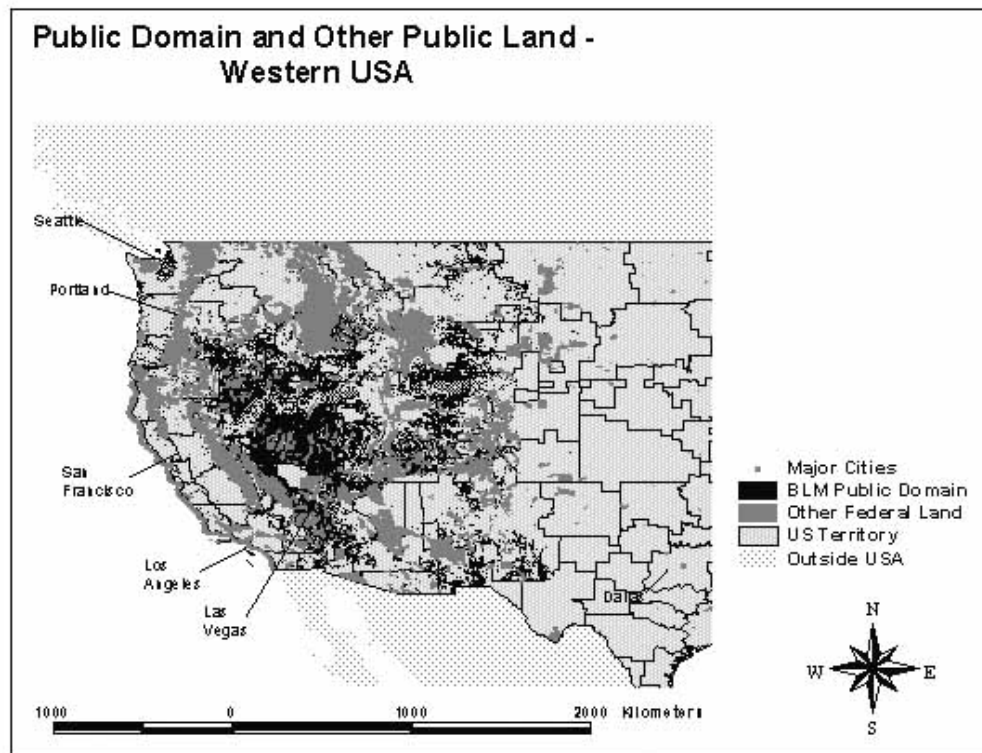 Public Domain and Other Public Land -
Western USA
Seattle
Portland
San
Francisco
Los
Angeles
Las
Vegas
Dallas
Major Cities
BLM Public Domain
Other Federal Land
US Territory
Outside USA
N
W
E
S
1000
0
1000
2000
Kilometers